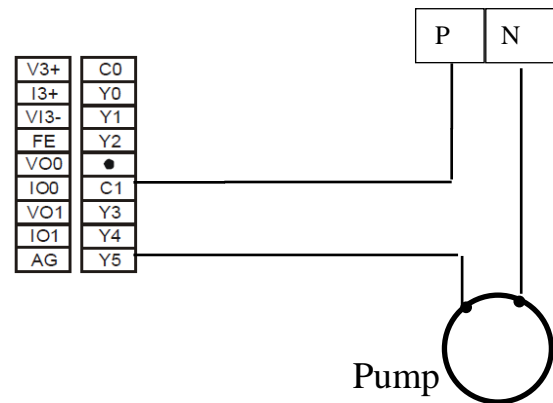 P N
V3+ C0
I3+ Y0
VI3- Y1
FE Y2
VO0 ●
IO0 C1
VO1 Y3
IO1 Y4
AG Y5
Pump